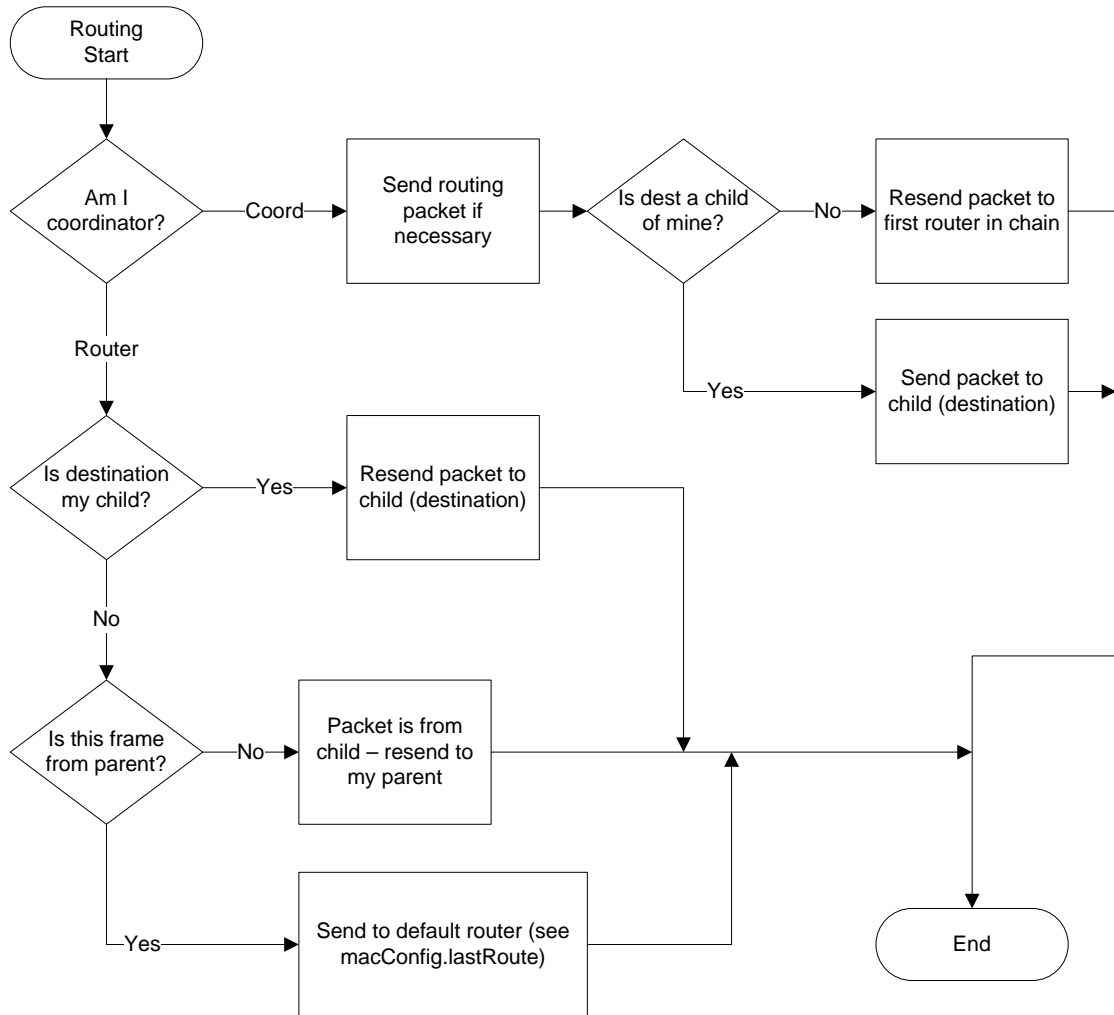 Routing
Start
Am I
coordinator?
Coord
Send routing
packet if
necessary
Is dest a child
of mine?
No
Resend packet to
first router in chain
Yes
Send packet to
child (destination)
Router
Is destination
my child?
Yes
Resend packet to
child (destination)
No
Is this frame
from parent?
No
Packet is from
child – resend to
my parent
Yes
Send to default router (see
macConfig.lastRoute)
End